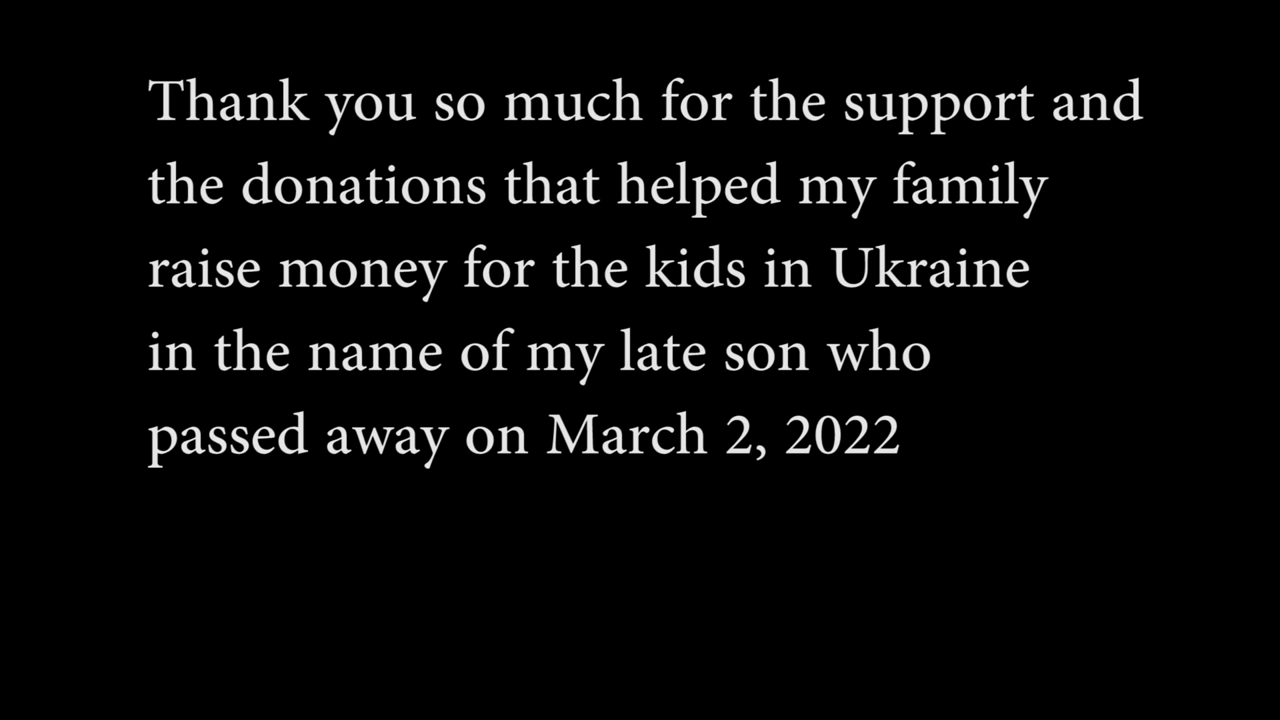 Thank you so much for the support and
the donations that helped my family
raise money for the kids in Ukraine
in the name of my late son who
passed away on March 2, 2022